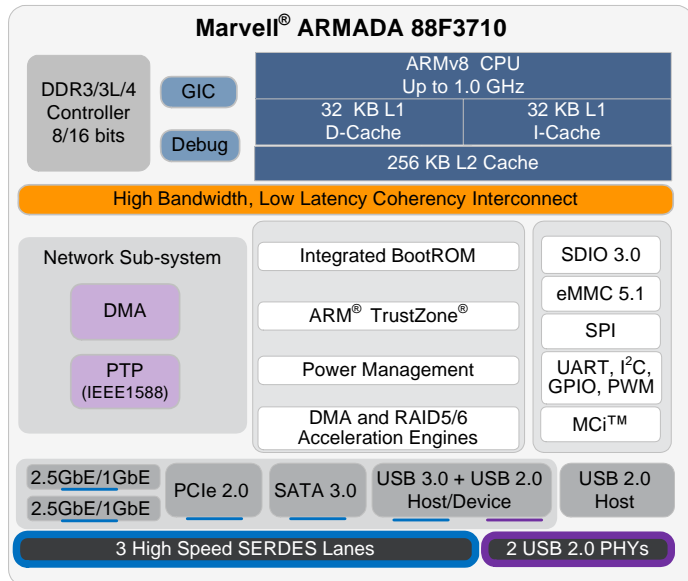 Marvell® ARMADA 88F3710
DDR3/3L/4
Controller
8/16 bits
GIC
Debug
ARMv8 CPU
Up to 1.0 GHz
32 KB L1
D-Cache
32 KB L1
I-Cache
256 KB L2 Cache
High Bandwidth, Low Latency Coherency Interconnect
Network Sub-system
DMA
PTP
(IEEE1588)
Integrated BootROM
ARM® TrustZone®
Power Management
DMA and RAID5/6
Acceleration Engines
SDIO 3.0
eMMC 5.1
SPI
UART, I²C,
GPIO, PWM
MCi™
2.5GbE/1GbE
2.5GbE/1GbE
PCIe 2.0
SATA 3.0
USB 3.0 + USB 2.0
Host/Device
USB 2.0
Host
3 High Speed SERDES Lanes
2 USB 2.0 PHYs